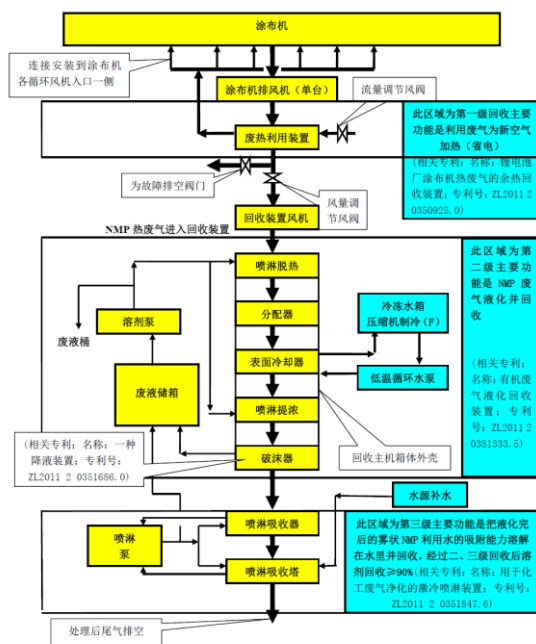 涂布机
连接安装到涂布机
各循环风机入口一侧
涂布机排风机（单台）
流量调节风阀
废热利用装置
此区域为第一级回收主要
功能是利用废气为新空气
加热（省电）
(相关专利：名称：锂电池
厂涂布机热废气的余热回
收装置；专利号：ZL2011 2
0350925.0)
为故障排空阀门
风量调
节风阀
回收装置风机
NMP 热废气进入回收装置
喷淋脱热
分配器
表面冷却器
喷淋提浓
破沫器
溶剂泵
废液桶
废液储箱
冷冻水箱
压缩机制冷（F）
低温循环水泵
回收主机箱体外壳
此区域为第
二级主要功
能是 NMP 废
气液化并回
收
(相关专利：
名称：有机废
气液化回收
装置；专利
号：ZL2011 2
0381333.5)
(相关专利：名称：一种
降液装置；专利号：
ZL2011 2 0351686.0)
水源补水
喷淋吸收器
喷淋
泵
喷淋吸收塔
此区域为第三级主要功能是把液化完
后的雾状 NMP 利用水的吸附能力溶解
在水里并回收，经过二、三级回收后溶
剂回收≥90%(相关专利：名称：用于化
工废气净化的激冷喷淋装置；专利号：
ZL2011 2 0351847.6)
处理后尾气排空